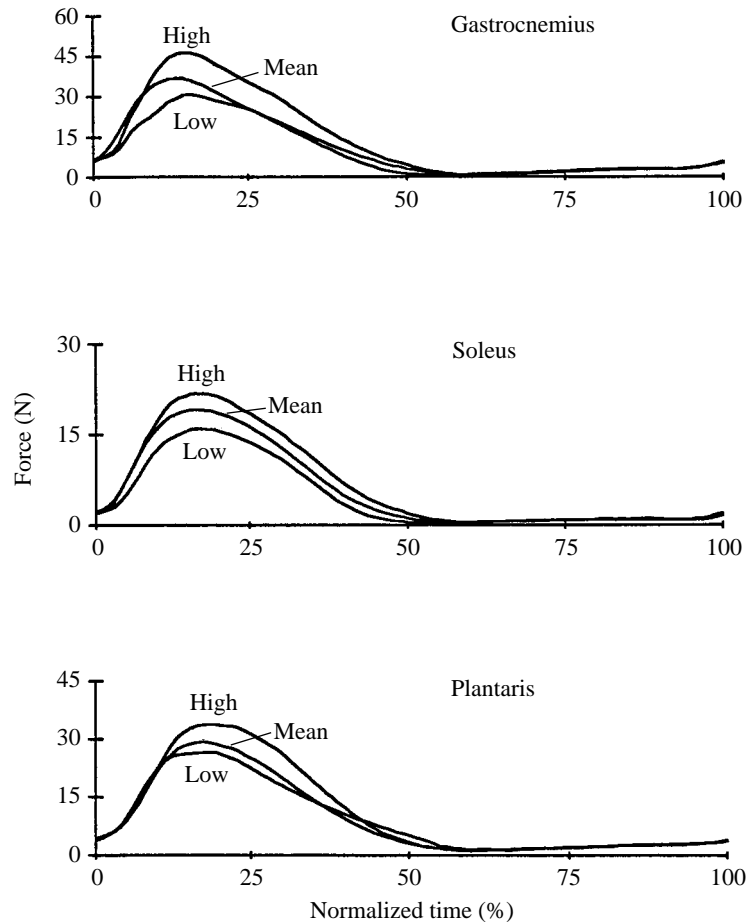 60
Gastrocnemius
High
45
Mean
30
15
Low
0
0 25 50 75 100
30
Soleus
High
Mean
15
Low
0
0 25 50 75 100
Force (N)
45
Plantaris
High
30
Mean
Low
15
0
0 25 50 75 100
Normalized time (%)